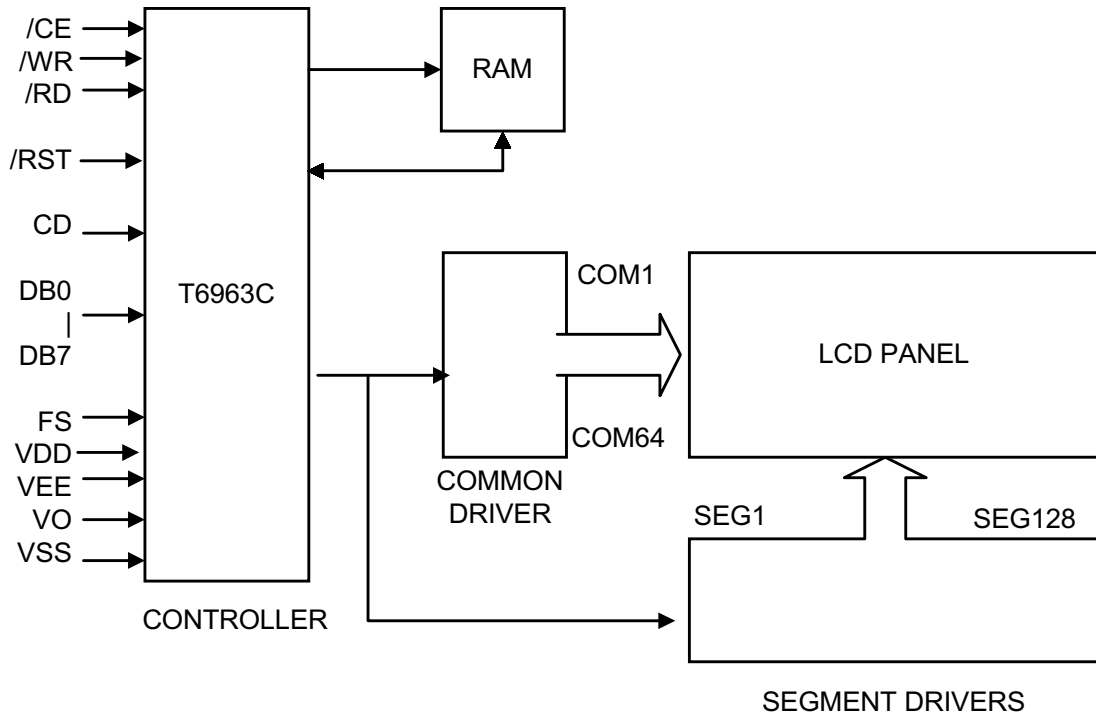 /CE
/WR
/RD
/RST
CD
DB0
|
DB7
FS
VDD
VEE
VO
VSS
T6963C
CONTROLLER
RAM
COM1
COM64
COMMON
DRIVER
LCD PANEL
SEG1
SEG128
SEGMENT DRIVERS